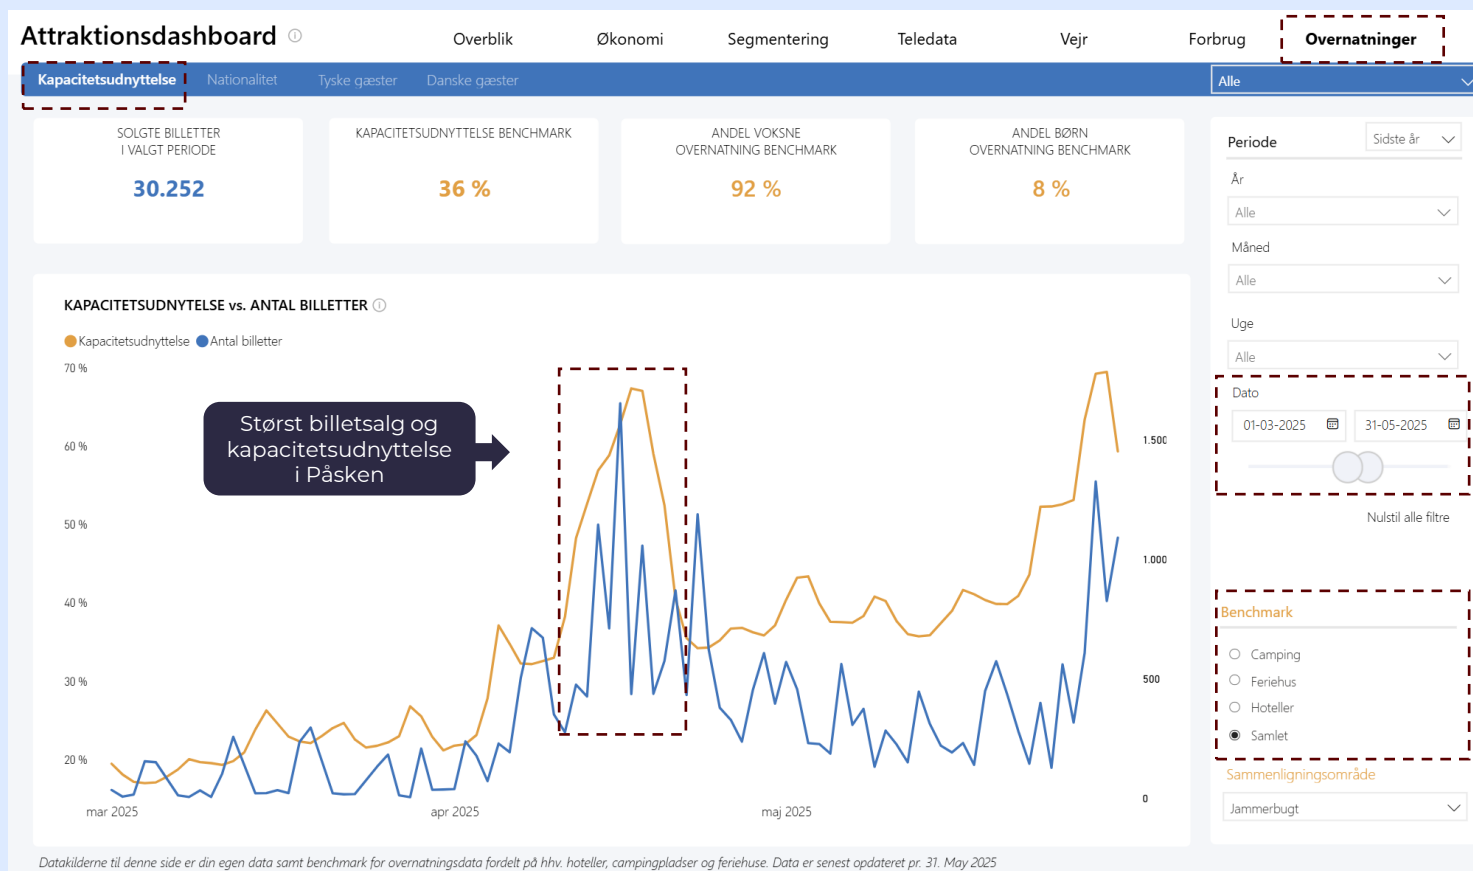 Attraktionsdashboard
Overblik
Økonomi
Segmentering
Teledata
Vejr
Forbrug
Overnatninger
Kapacitetsudnyttelse
Nationalitet
Tyske gæster
Danske gæster
Alle
SOLGTE BILLETTER
I VALGT PERIODE
30.252
KAPACITETSUDNYTTELSE BENCHMARK
36 %
ANDEL VOKSNE
OVERNATNING BENCHMARK
92 %
ANDEL BØRN
OVERNATNING BENCHMARK
8 %
Periode
Sidste år
År
Alle
Måned
Alle
Uge
Alle
Dato
01-03-2025
31-05-2025
Nulstil alle filtre
Benchmark
Camping
Feriehus
Hoteller
Samlet
Sammenligningsområde
Jammerbugt
KAPACITETSUDNYTELSE vs. ANTAL BILLETTER
Kapacitetsudnyttelse
Antal billetter
70 %
60 %
50 %
40 %
30 %
20 %
Størst billetsalg og
kapacitetsudnyttelse
i Påsken
1.500
1.000
500
0
mar 2025
apr 2025
maj 2025
Datakilderne til denne side er din egen data samt benchmark for overnatningsdata fordelt på hhv. hoteller, campingpladser og feriehuse. Data er senest opdateret pr. 31. May 2025